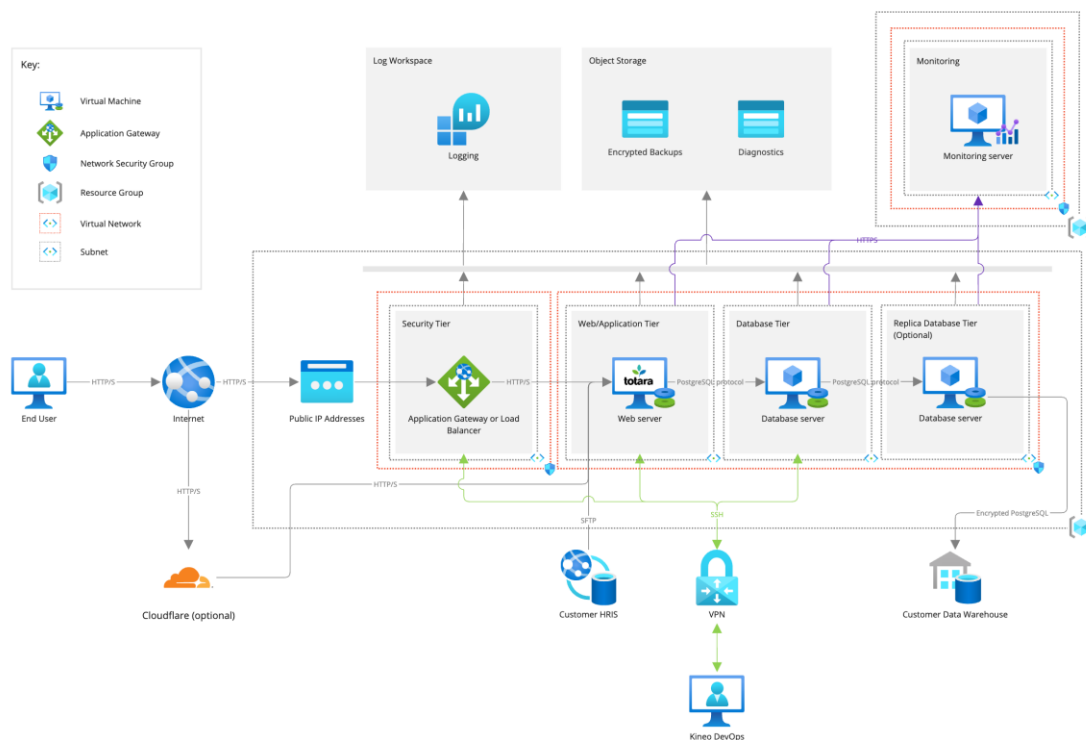 Key:
Virtual Machine
Application Gateway
Network Security Group
Resource Group
Virtual Network
Subnet
Log Workspace
Logging
Object Storage
Encrypted Backups
Diagnostics
Monitoring
Monitoring server
HTTPS
Security Tier
Web/Application Tier
Database Tier
Replica Database Tier
(Optional)
End User
HTTP/S
Internet
HTTP/S
Public IP Addresses
Application Gateway or Load
Balancer
HTTP/S
totara
Web server
PostgreSQL protocol
Database server
PostgreSQL protocol
Database server
HTTP/S
HTTP/S
SFTP
SSH
Encrypted PostgreSQL
Cloudflare (optional)
Customer HRIS
VPN
Customer Data Warehouse
Kineo DevOps